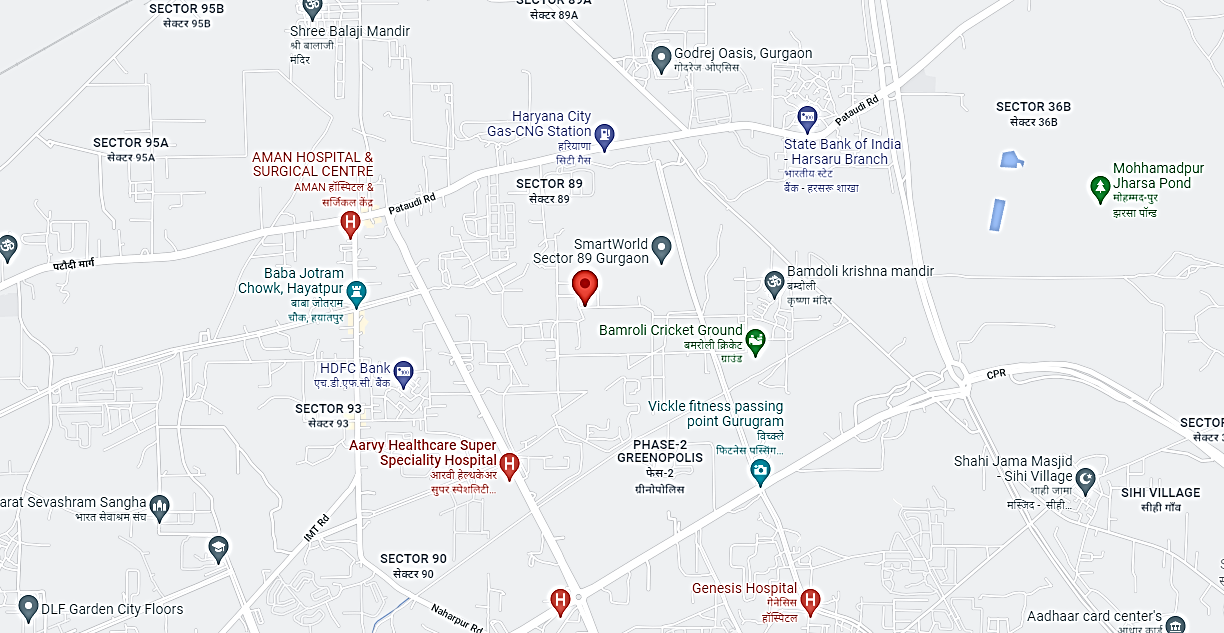 SECTOR 95B
सेक्टर 95B
Shree Balaji Mandir
श्री बालाजी
मंदिर
SECTOR 89A
सेक्टर 89A
Godrej Oasis, Gurgaon
गोदरेज ओएसिस
Haryana City
Gas-CNG Station
हरियाणा
सिटी गैस
Pataudi Rd
State Bank of India
- Harsaru Branch
भारतीय स्टेट
बैंक - हरसरू शाखा
SECTOR 36B
सेक्टर 36B
SECTOR 95A
सेक्टर 95A
AMAN HOSPITAL &
SURGICAL CENTRE
AMAN हॉस्पिटल &
सर्जिकल केंद्र
SECTOR 89
सेक्टर 89
Mohhamadpur
Jharsa Pond
मोहम्मद-पुर
झरसा पॉन्ड
Pataudi Rd
पटौदी मार्ग
SmartWorld
Sector 89 Gurgaon
Baba Jotram
Chowk, Hayatpur
बाबा जोतराम
चौक, हयातपुर
Bamdoli krishna mandir
बम्दोली
कृष्णा मंदिर
Bamroli Cricket Ground
बमरोली क्रिकेट
ग्राउंड
HDFC Bank
एच.डी.एफ.सी. बैंक
CPR
SECTOR 93
सेक्टर 93
Vickle fitness passing
point Gurugram
विच्क्ले
फिटनेस पस्सिंग...
Aarvy Healthcare Super
Speciality Hospital
आरवी हेल्थकेअर
सुपर स्पेशलिटी...
PHASE-2
GREENOPOLIS
फेस-2
ग्रीनोपोलिस
Shahi Jama Masjid
- Sihi Village
शाही जामा
मस्जिद - सीही...
SIHI VILLAGE
सीही गाँव
arat Sevashram Sangha
भारत सेवाश्रम संघ
IMT Rd
SECTOR 90
सेक्टर 90
Genesis Hospital
गेनेसिस
हॉस्पिटल
DLF Garden City Floors
Naharpur Rd
Aadhaar card center's
आधार कार्ड